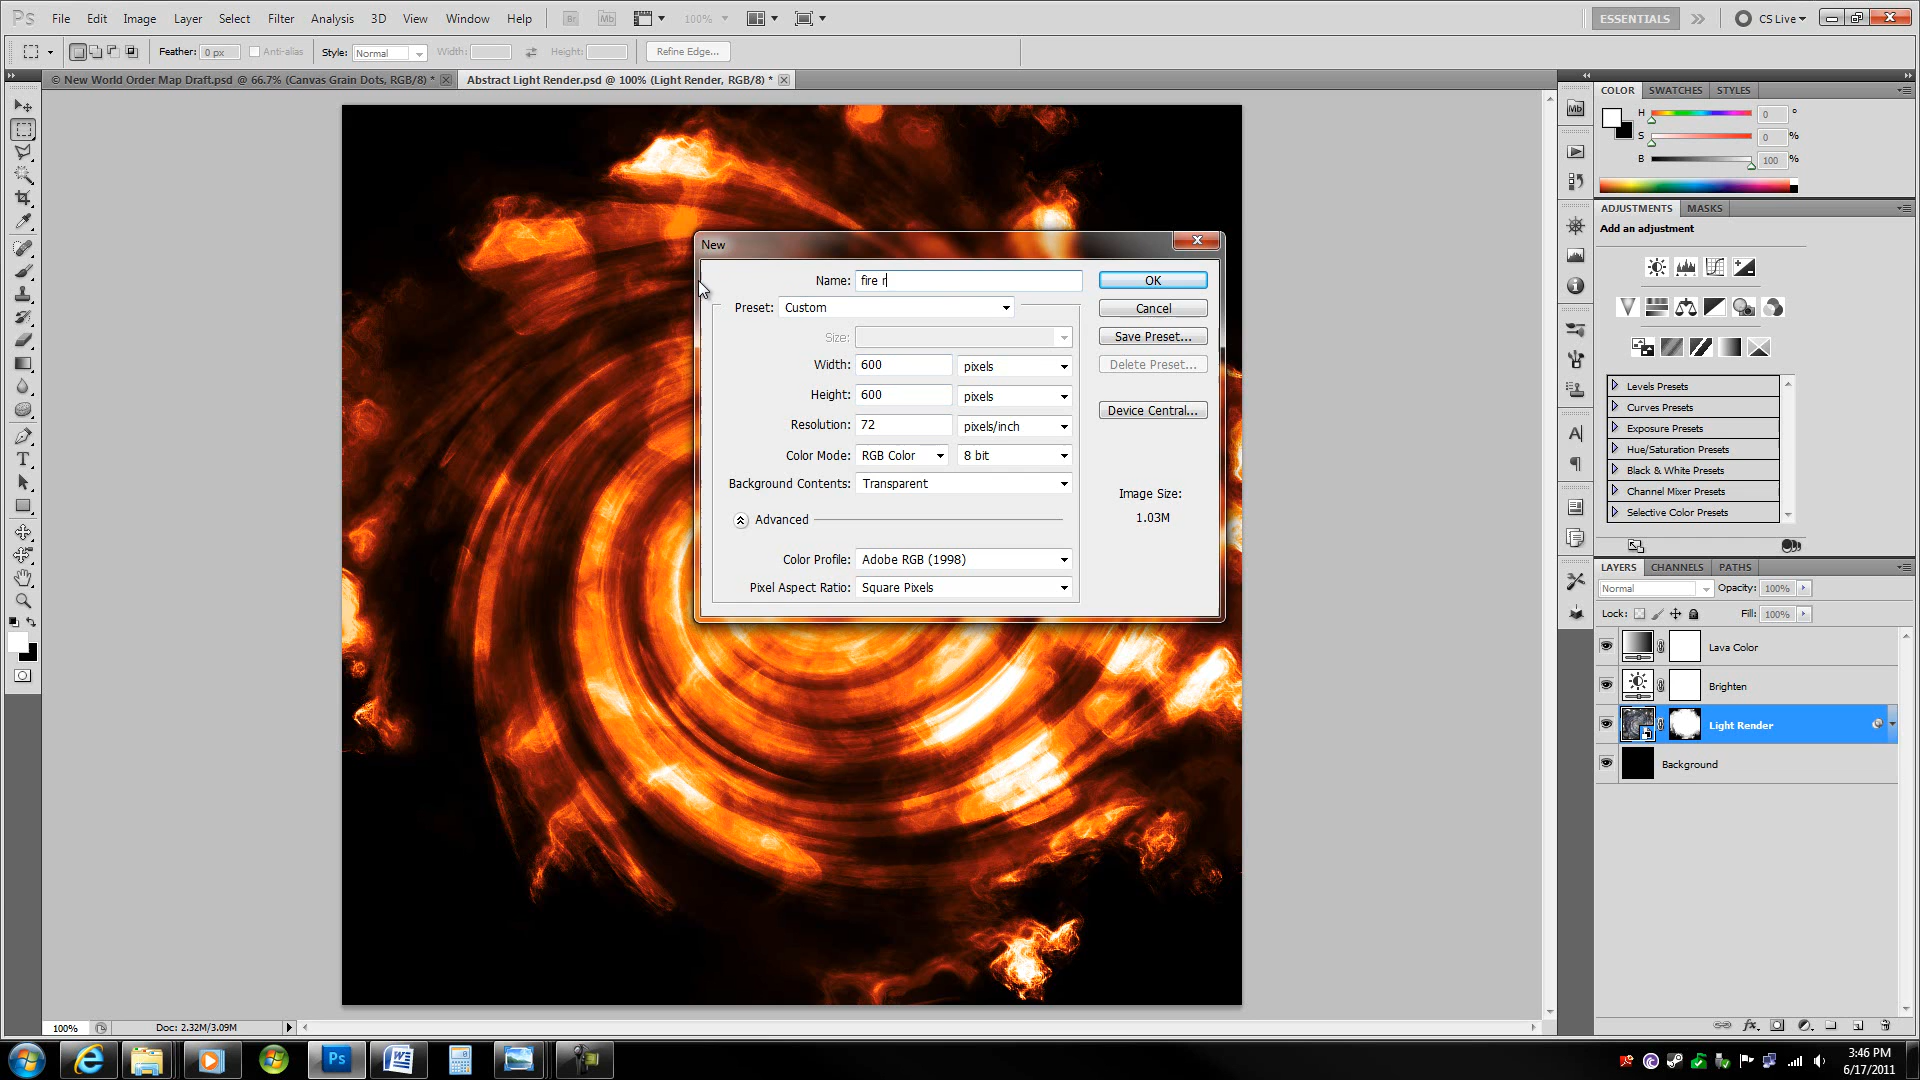 Ps File Edit Image Layer Select Filter Analysis 3D View Window Help Br Mb 100% ESSENTIALS CS Live
Feather: 0 px Anti-alias Style: Normal Width: Height: Refine Edge...
© New World Order Map Draft.psd @ 66.7% (Canvas Grain Dots, RGB/8) * Abstract Light Render.psd @ 100% (Light Render, RGB/8) *
COLOR SWATCHES STYLES
Mb
H 0 °
S 0 %
B 100 %
ADJUSTMENTS MASKS
Add an adjustment
Levels Presets
Curves Presets
Exposure Presets
Hue/Saturation Presets
Black & White Presets
Channel Mixer Presets
Selective Color Presets
New
Name: fire r OK
Preset: Custom Cancel
Size: Save Preset...
Width: 600 pixels Delete Preset...
Height: 600 pixels
Device Central...
Resolution: 72 pixels/inch
Color Mode: RGB Color 8 bit
Background Contents: Transparent
Image Size:
1.03M
Advanced
Color Profile: Adobe RGB (1998)
Pixel Aspect Ratio: Square Pixels
LAYERS CHANNELS PATHS
Normal Opacity: 100%
Lock: Fill: 100%
Lava Color
Brighten
Light Render
Background
100% Doc: 2.32M/3.09M
Ps
3:46 PM
6/17/2011